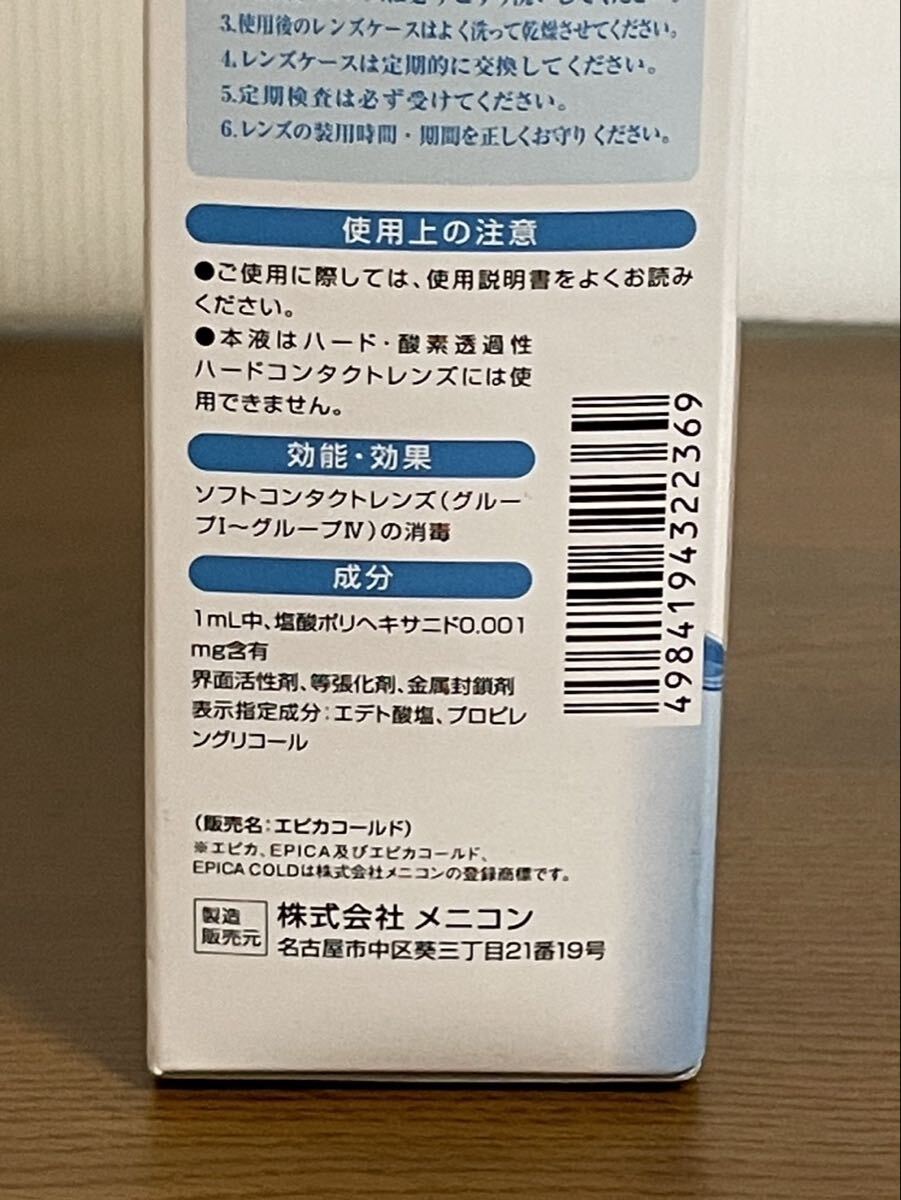 3.使用後のレンズケースはよく洗って乾燥させてください。
4.レンズケースは定期的に交換してください。
5.定期検査は必ず受けてください。
6.レンズの装用時間・期間を正しくお守りください。
使用上の注意
●ご使用に際しては、使用説明書をよくお読み
ください。
●本液はハード・酸素透過性
ハードコンタクトレンズには使
用できません。
効能・効果
ソフトコンタクトレンズ(グルー
プⅠ〜グループⅣ)の消毒
成分
1mL中、塩酸ポリヘキサニド0.001
mg含有
界面活性剤、等張化剤、金属封鎖剤
表示指定成分:エデト酸塩、プロピレ
ングリコール
4984194322369
(販売名:エピカコールド)
※エピカ、EPICA及びエピカコールド、
EPICA COLDは株式会社メニコンの登録商標です。
製造
販売元
株式会社 メニコン
名古屋市中区葵三丁目21番19号